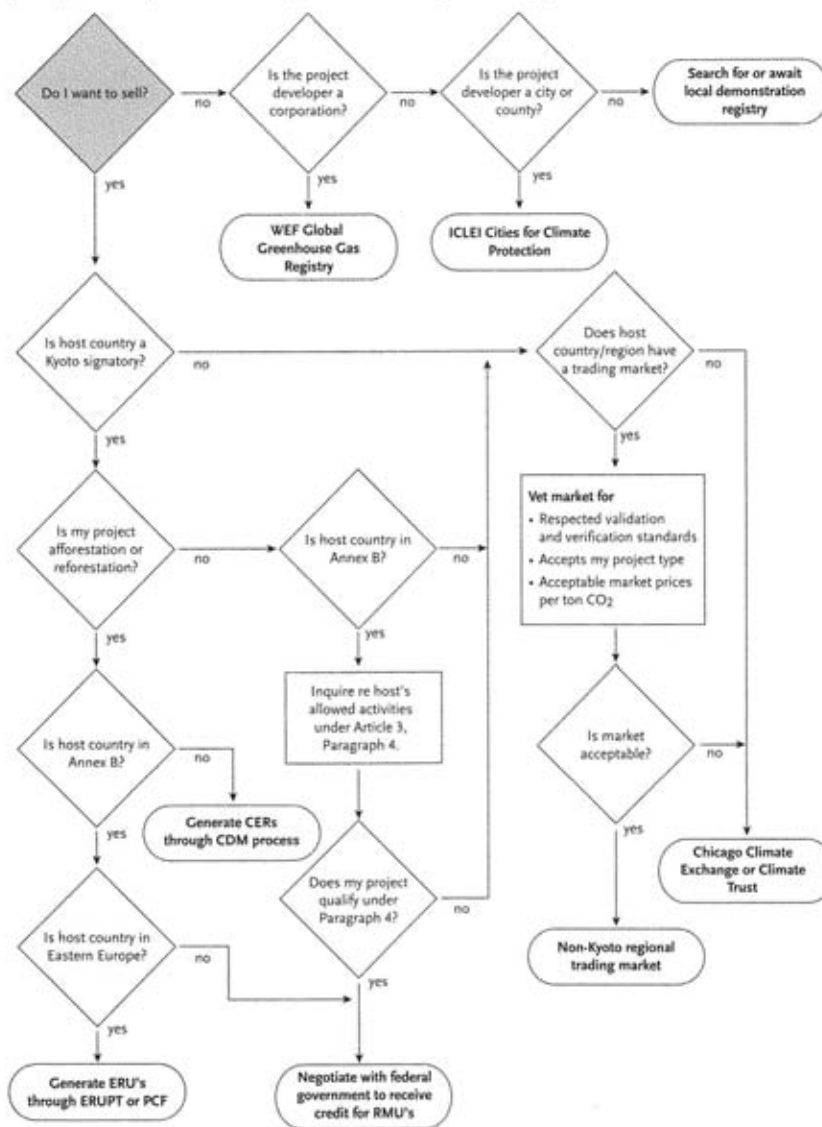 Do I want to sell?
no
Is the project
developer a
corporation?
no
Is the project
developer a city or
county?
no
Search for or await
local demonstration
registry
yes
yes
yes
WEF Global
Greenhouse Gas
Registry
ICLEI Cities for Climate
Protection
Is host country a
Kyoto signatory?
no
Does host
country/region have
a trading market?
no
yes
yes
Is my project
afforestation or
reforestation?
no
Is host country in
Annex B?
no
Vet market for
• Respected validation
and verification standards
• Accepts my project type
• Acceptable market prices
per ton CO2
yes
yes
Inquire re host's
allowed activities
under Article 3,
Paragraph 4.
Is host country in
Annex B?
no
Is market
acceptable?
no
Generate CERs
through CDM process
yes
yes
Chicago Climate
Exchange or Climate
Trust
Does my project
qualify under
Paragraph 4?
no
Is host country in
Eastern Europe?
no
Non-Kyoto regional
trading market
yes
yes
Generate ERU's
through ERUPT or PCF
Negotiate with federal
government to receive
credit for RMU's